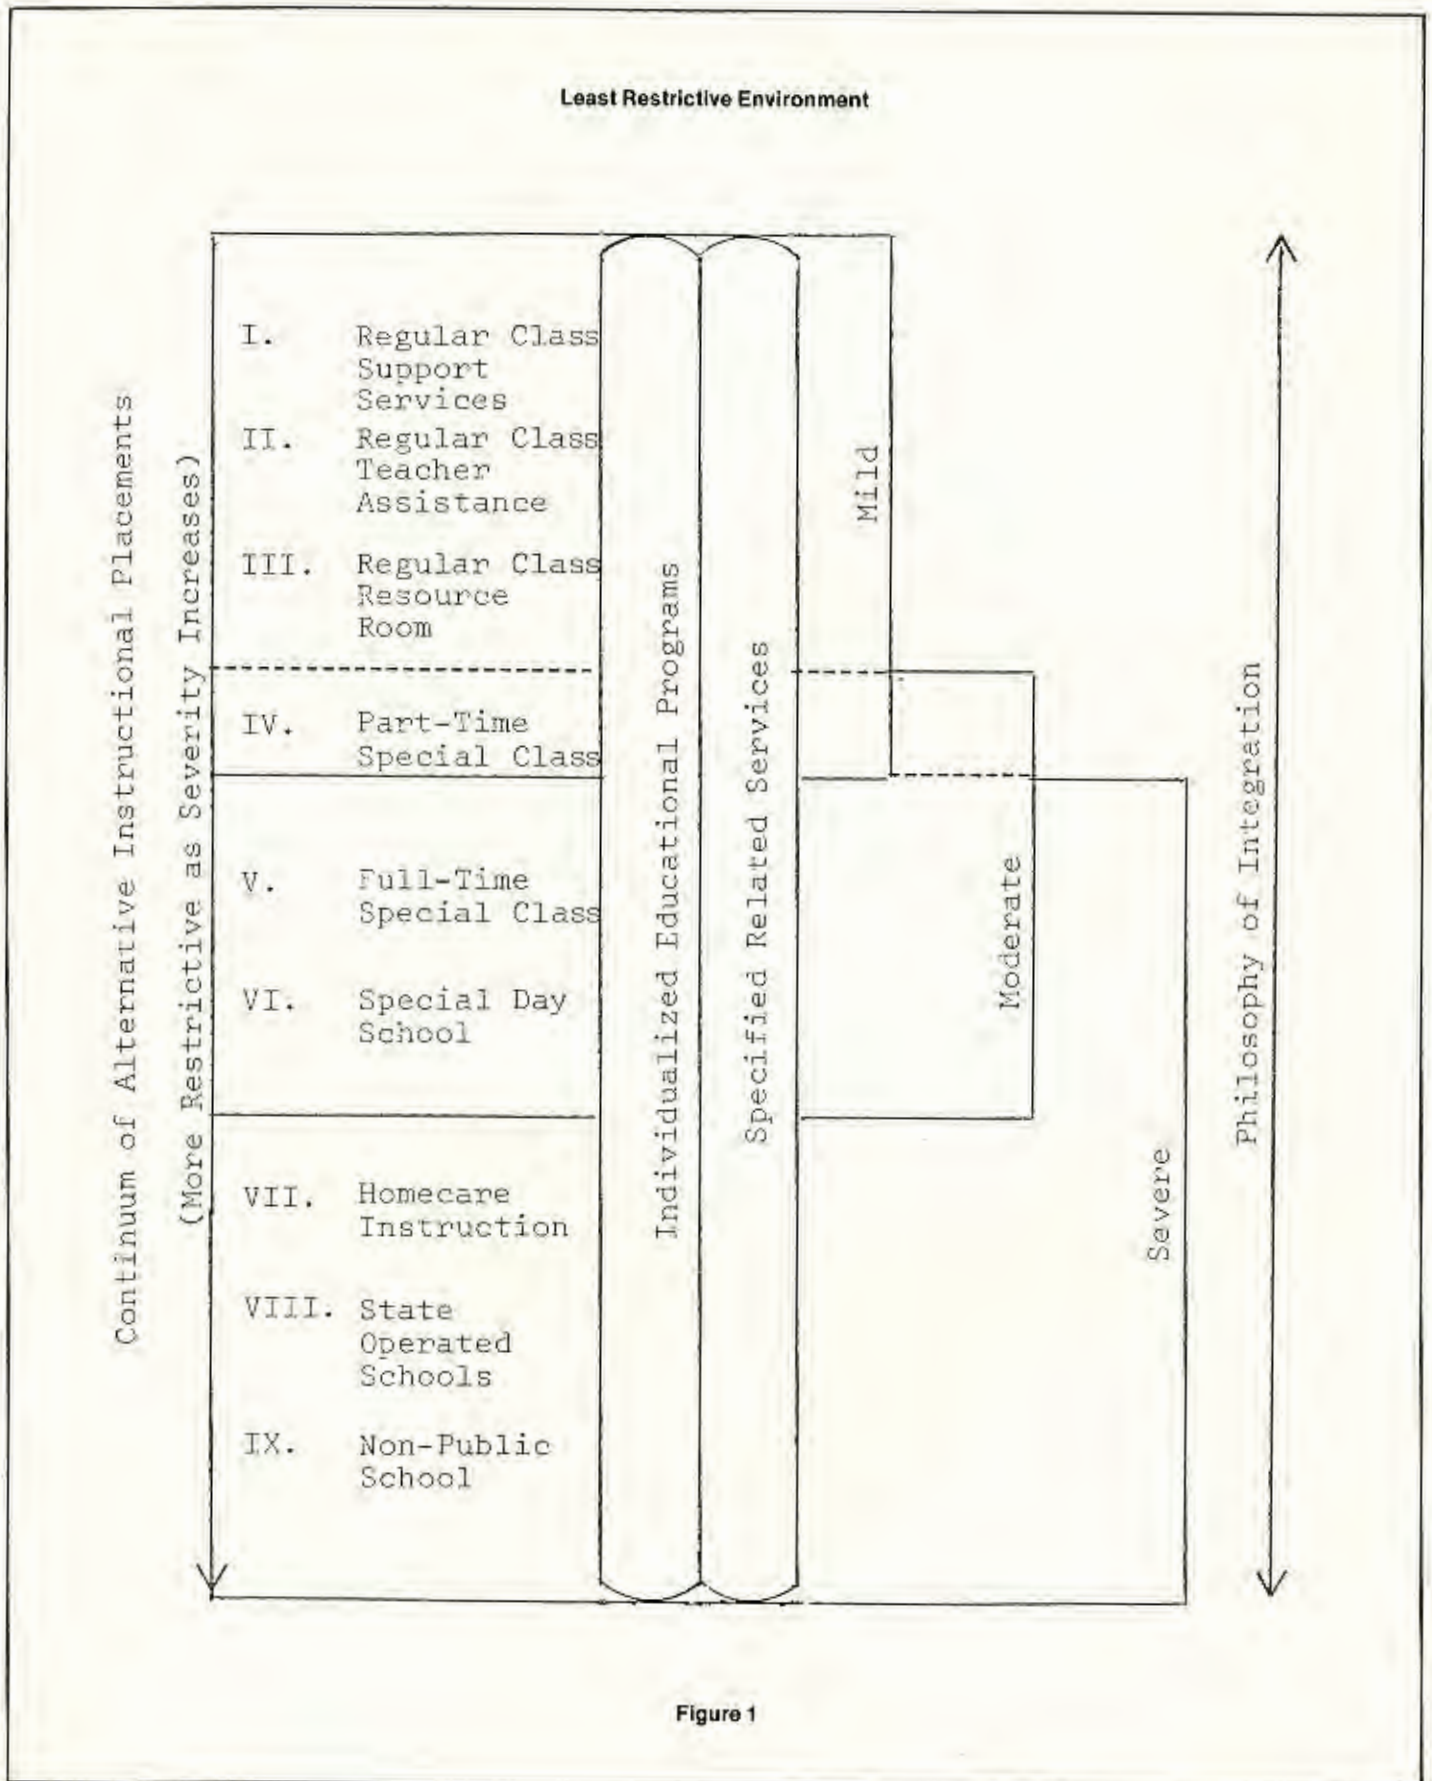 Least Restrictive Environment
Continuum of Alternative Instructional Placements
(More Restrictive as Severity Increases)
I. Regular Class
Support
Services
II. Regular Class
Teacher
Assistance
III. Regular Class
Resource
Room
IV. Part-Time
Special Class
V. Full-Time
Special Class
VI. Special Day
School
VII. Homecare
Instruction
VIII. State
Operated
Schools
IX. Non-Public
School
Individualized Educational Programs
Specified Related Services
Mild
Moderate
Severe
Philosophy of Integration
Figure 1